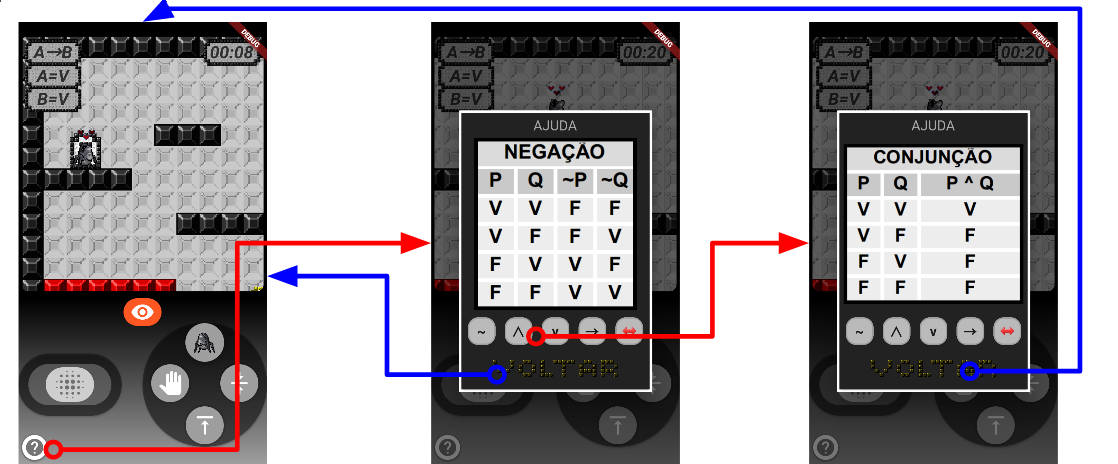 DEBUG
A→B
00:08
A=V
B=V
?
DEBUG
A→B
00:20
A=V
B=V
AJUDA
NEGAÇÃO
P Q ~P ~Q
V V F F
V F F V
F V V F
F F V V
~ ∧ v → ⇔
VOLTAR
?
DEBUG
A→B
00:20
A=V
B=V
AJUDA
CONJUNÇÃO
P Q P ^ Q
V V V
V F F
F V F
F F F
~ ∧ v → ⇔
VOLTAR
?